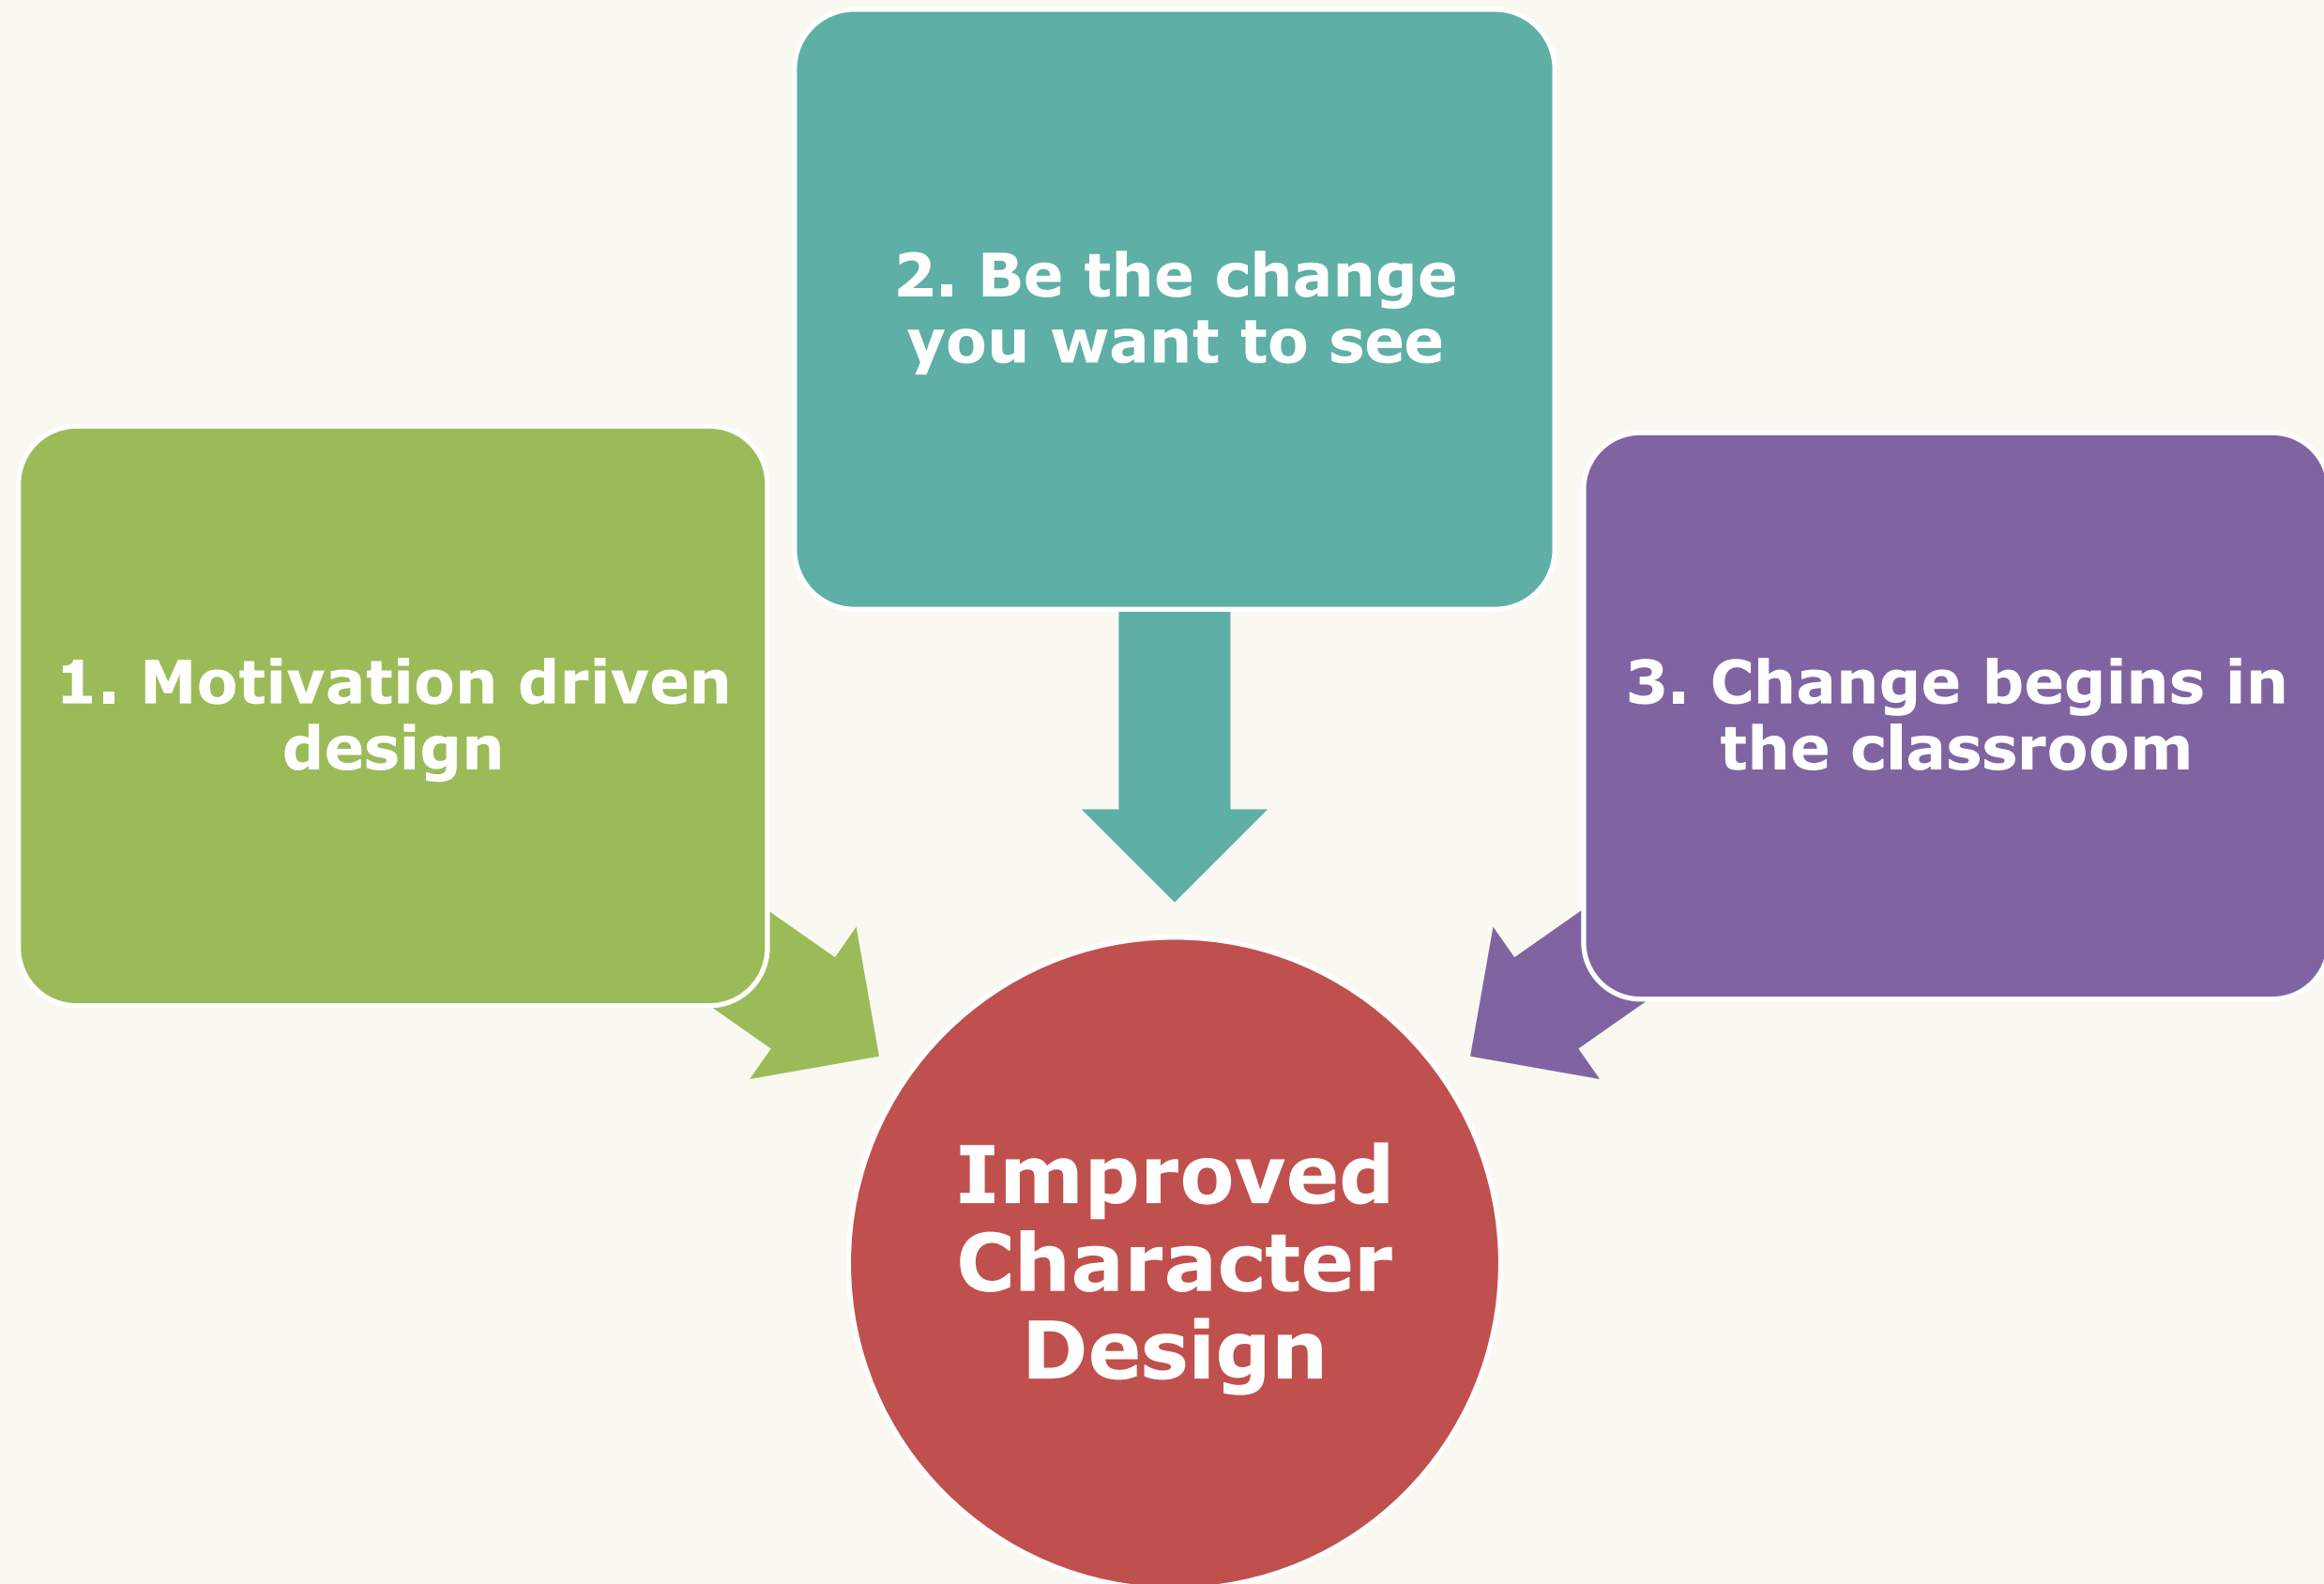 1. Motivation driven
design
2. Be the change
you want to see
3. Change begins in
the classroom
Improved
Character
Design